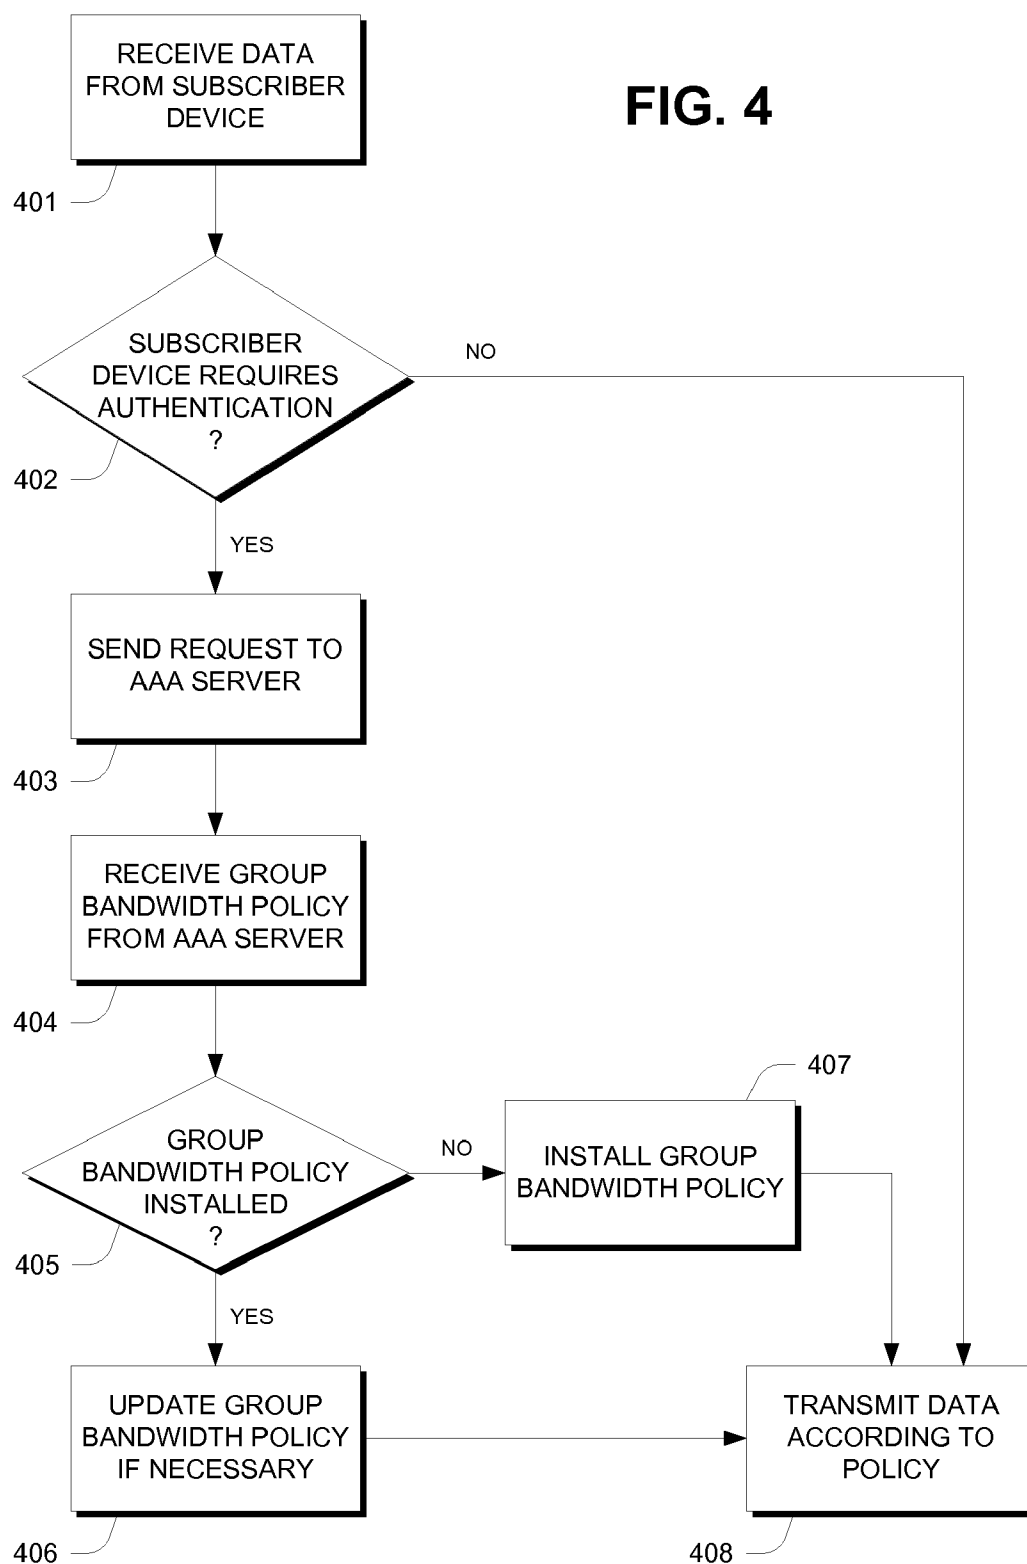 RECEIVE DATA
FROM SUBSCRIBER
DEVICE
FIG. 4
401
SUBSCRIBER
DEVICE REQUIRES
AUTHENTICATION
?
NO
402
YES
SEND REQUEST TO
AAA SERVER
403
RECEIVE GROUP
BANDWIDTH POLICY
FROM AAA SERVER
404
GROUP
BANDWIDTH POLICY
INSTALLED
?
NO
405
407
INSTALL GROUP
BANDWIDTH POLICY
YES
UPDATE GROUP
BANDWIDTH POLICY
IF NECESSARY
406
TRANSMIT DATA
ACCORDING TO
POLICY
408